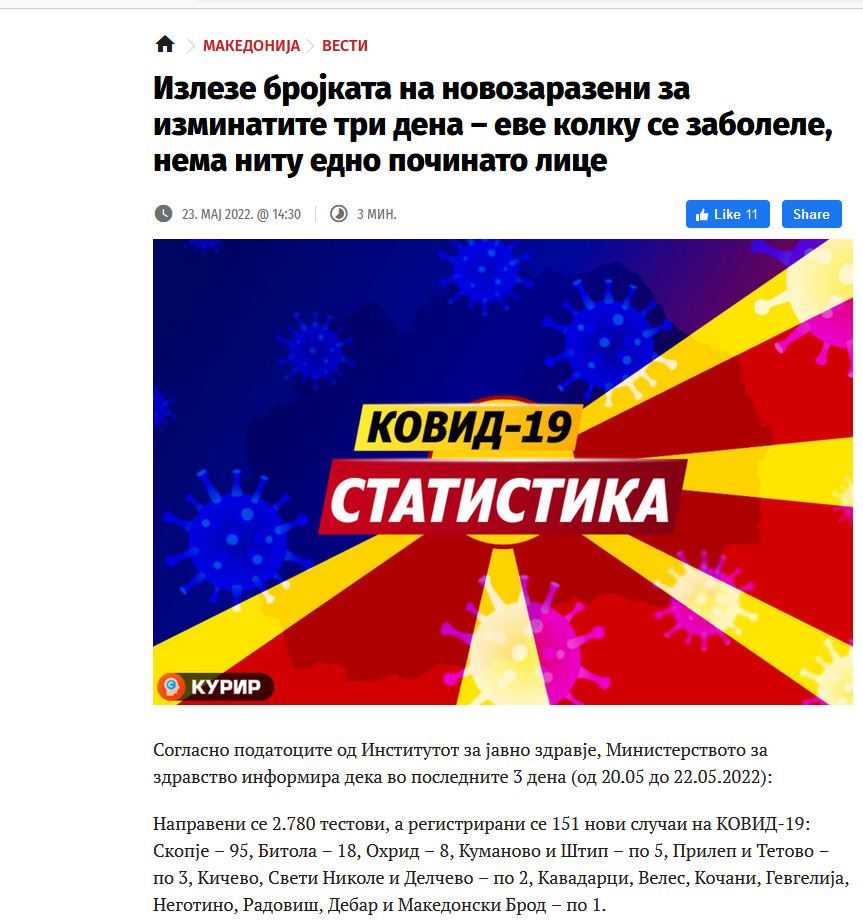 МАКЕДОНИЈА
ВЕСТИ
Излезе бројката на новозаразени за
изминатите три дена – еве колку се заболеле,
нема ниту едно починато лице
23. МАЈ 2022. @ 14:30
3 МИН.
Like 11
Share
КОВИД-19
СТАТИСТИКА
КУРИР
Согласно податоците од Институтот за јавно здравје, Министерството за
здравство информира дека во последните 3 дена (од 20.05 до 22.05.2022):
Направени се 2.780 тестови, а регистрирани се 151 нови случаи на КОВИД-19:
Скопје – 95, Битола – 18, Охрид – 8, Куманово и Штип – по 5, Прилеп и Тетово –
по 3, Кичево, Свети Николе и Делчево – по 2, Кавадарци, Велес, Кочани, Гевгелија,
Неготино, Радовиш, Дебар и Македонски Брод – по 1.